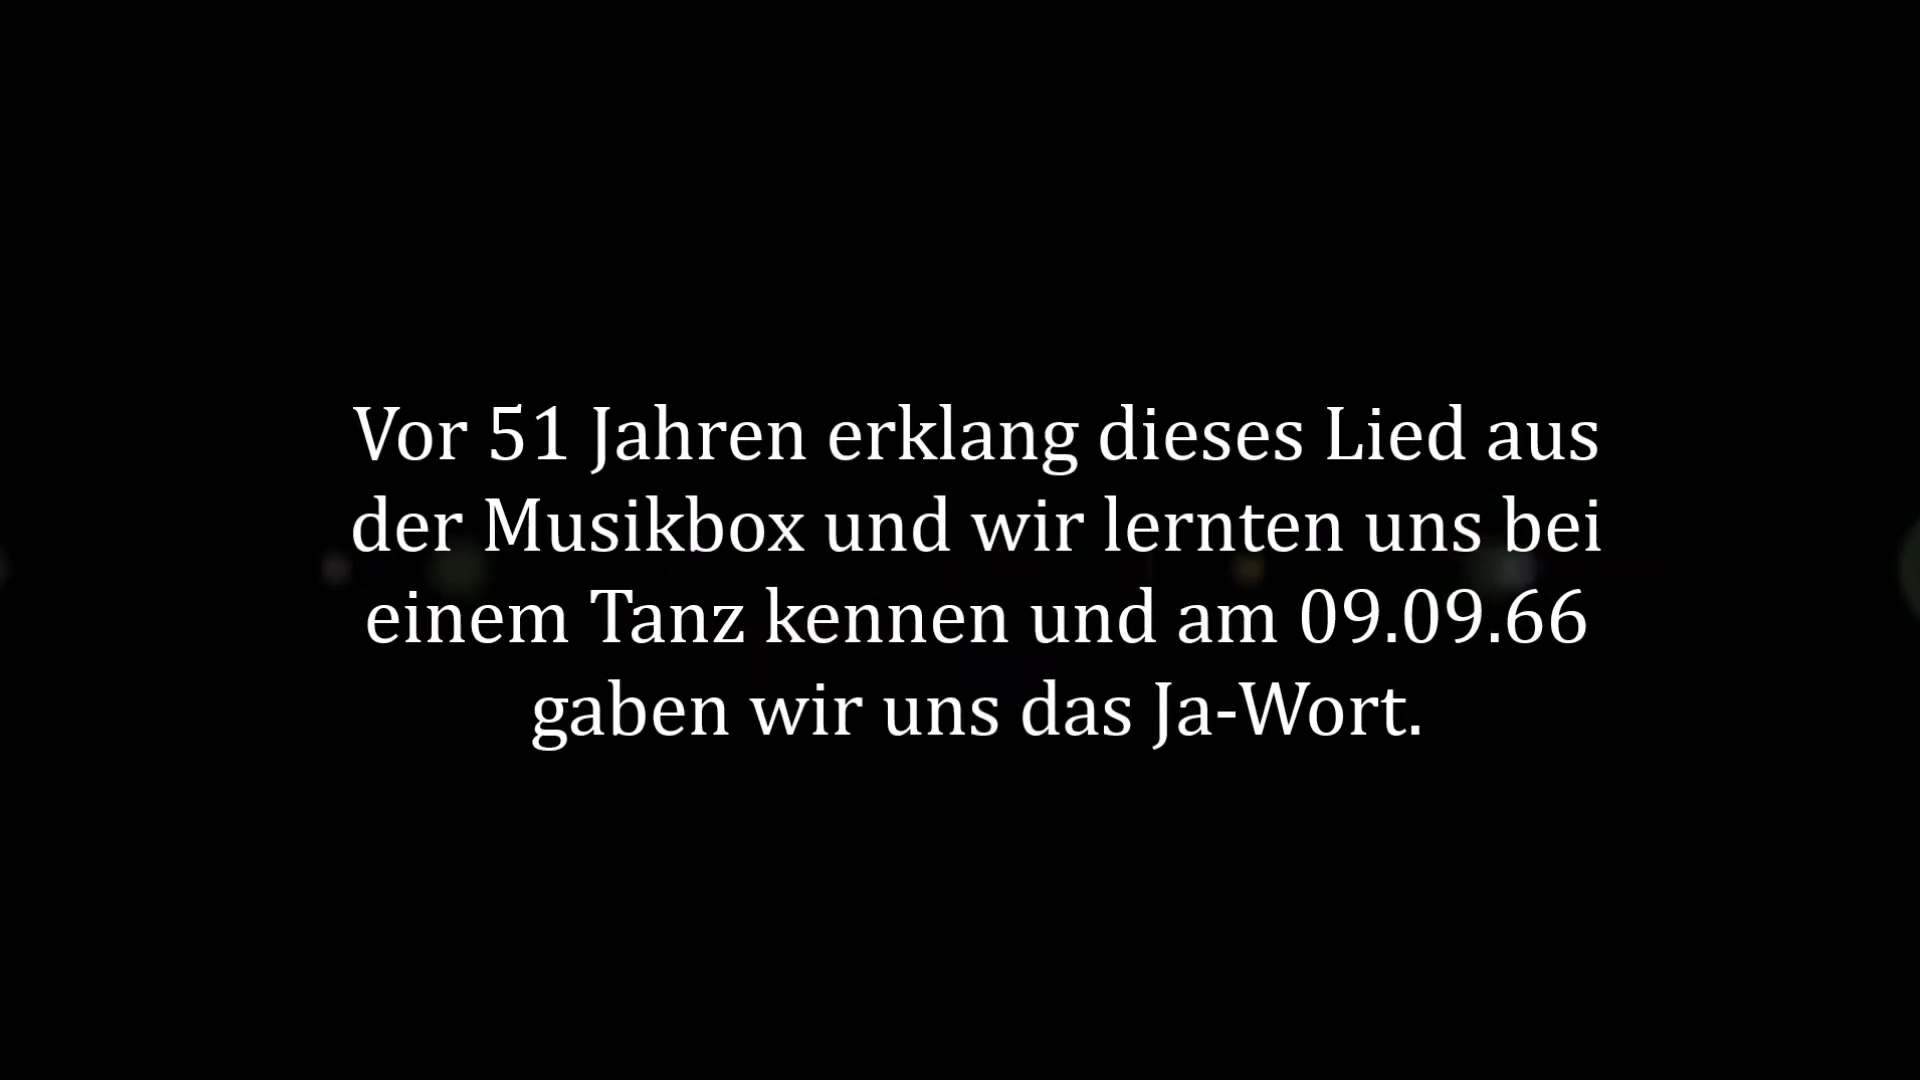 Vor 51 Jahren erklang dieses Lied aus
der Musikbox und wir lernten uns bei
einem Tanz kennen und am 09.09.66
gaben wir uns das Ja-Wort.